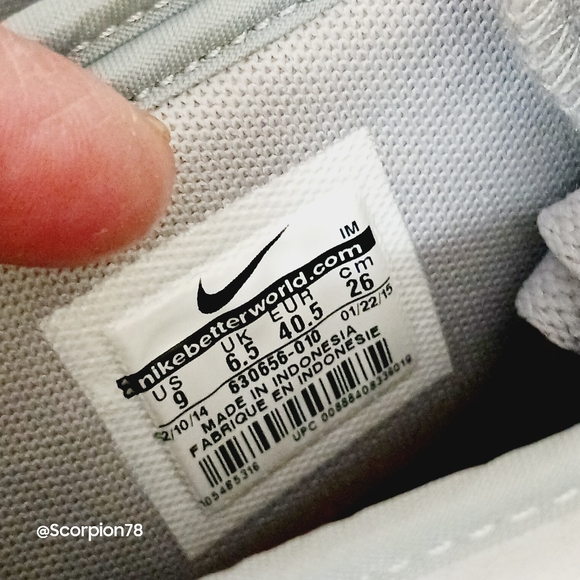 IM
nikebetterworld.com
US UK EUR cm
9 6.5 40.5 26
2/10/14 630656-010 01/22/15
MADE IN INDONESIA
FABRIQUE EN INDONESIE
UPC
@Scorpion78